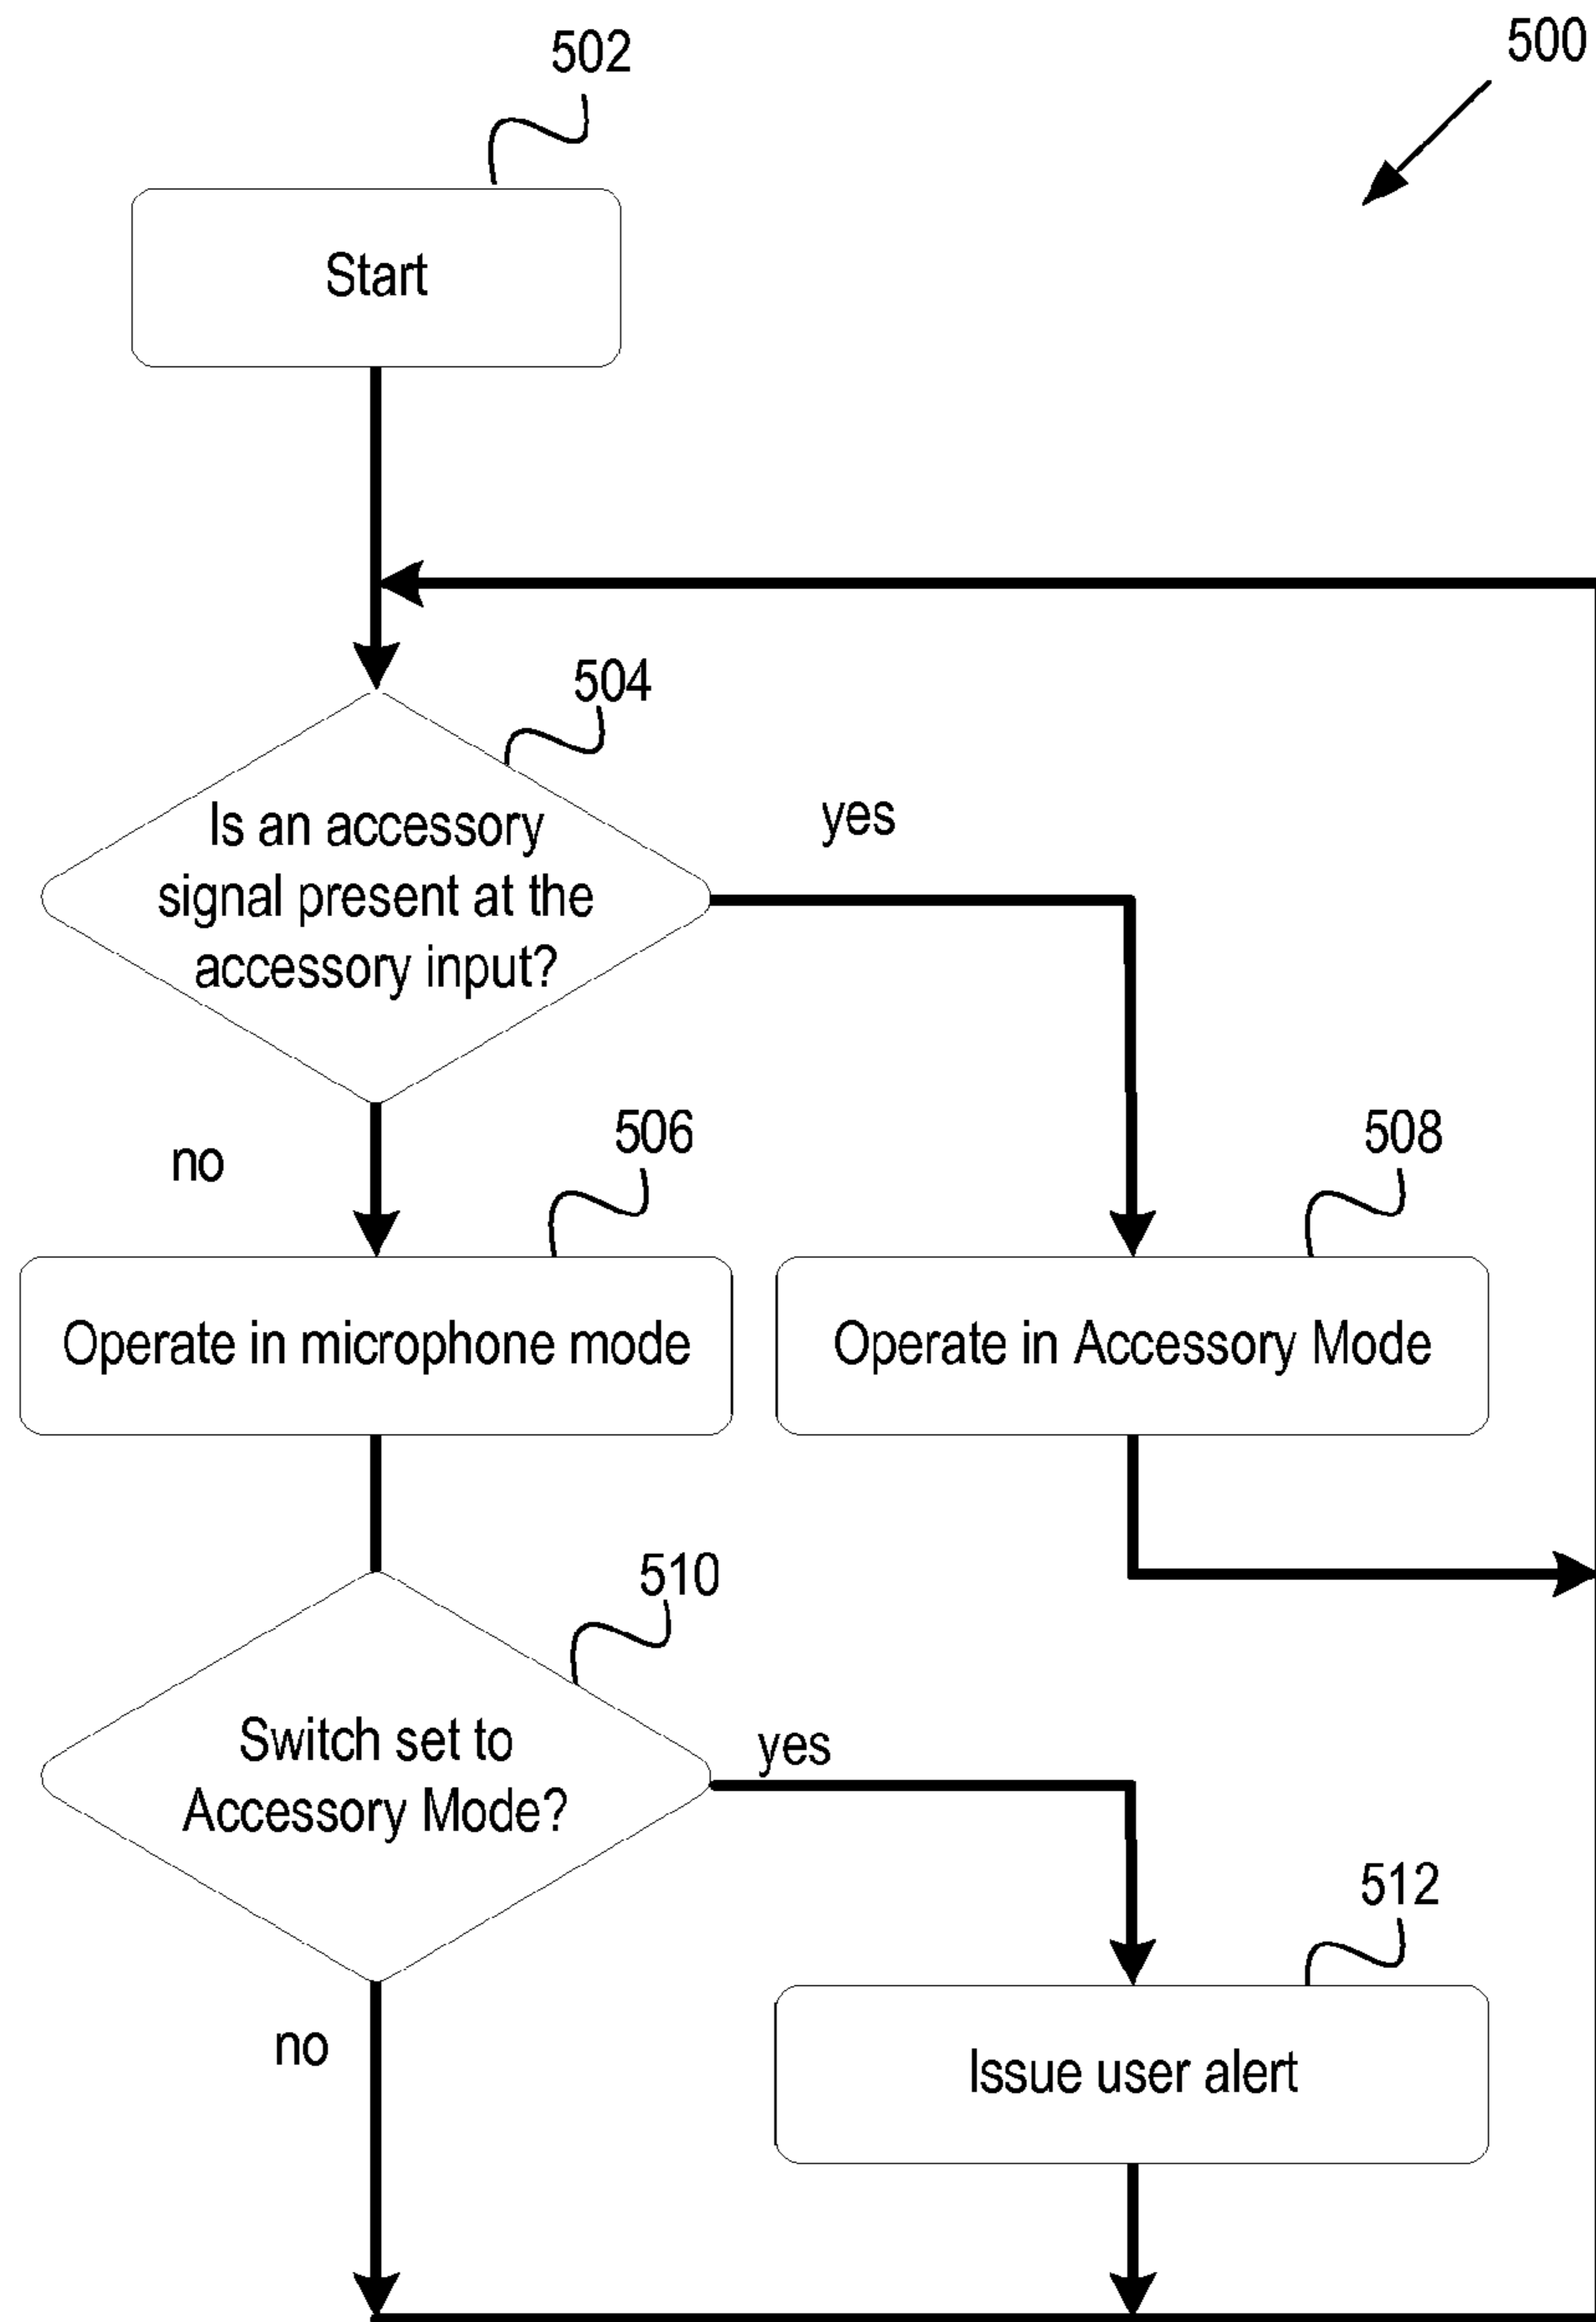 502
500
Start
504
Is an accessory
signal present at the
accessory input?
yes
no
506
508
Operate in microphone mode
Operate in Accessory Mode
510
Switch set to
Accessory Mode?
yes
512
no
Issue user alert